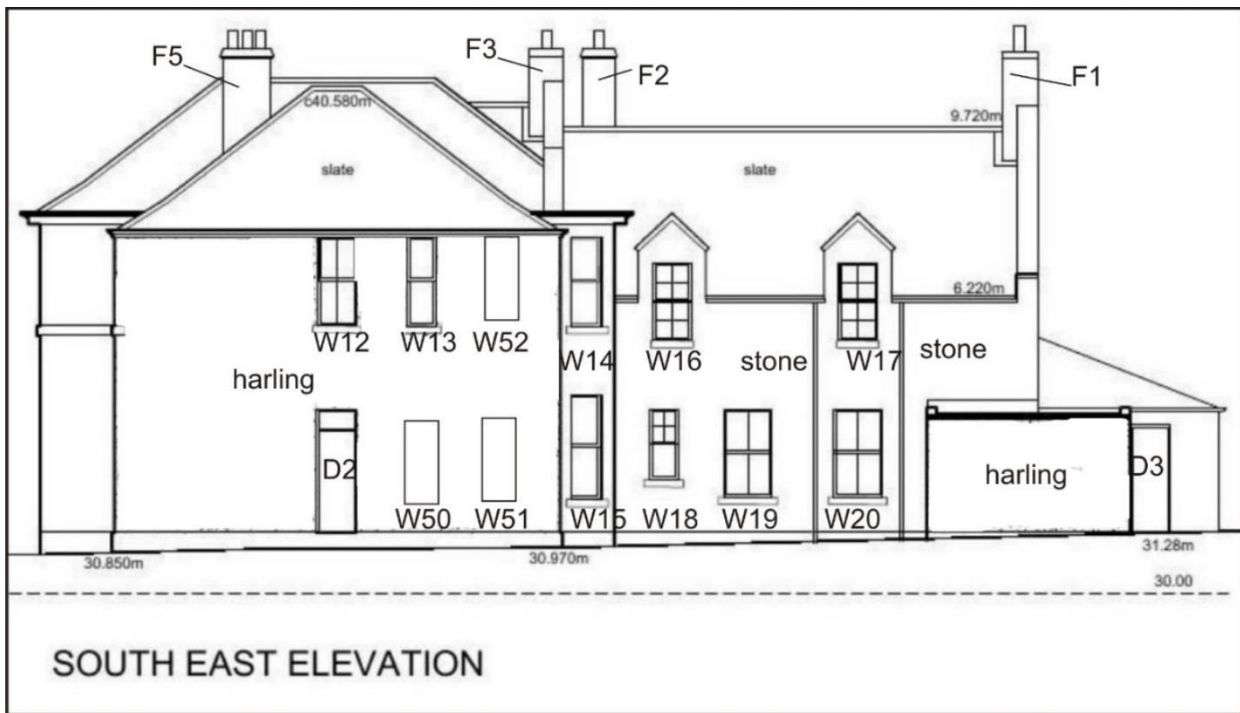 F5
F3
F2
F1
c40.580m
9.720m
slate
slate
6.220m
W12
W13
W52
W14
W16
stone
W17
stone
harling
D2
harling
D3
W50
W51
W15
W18
W19
W20
30.850m
30.970m
31.28m
30.00
SOUTH EAST ELEVATION